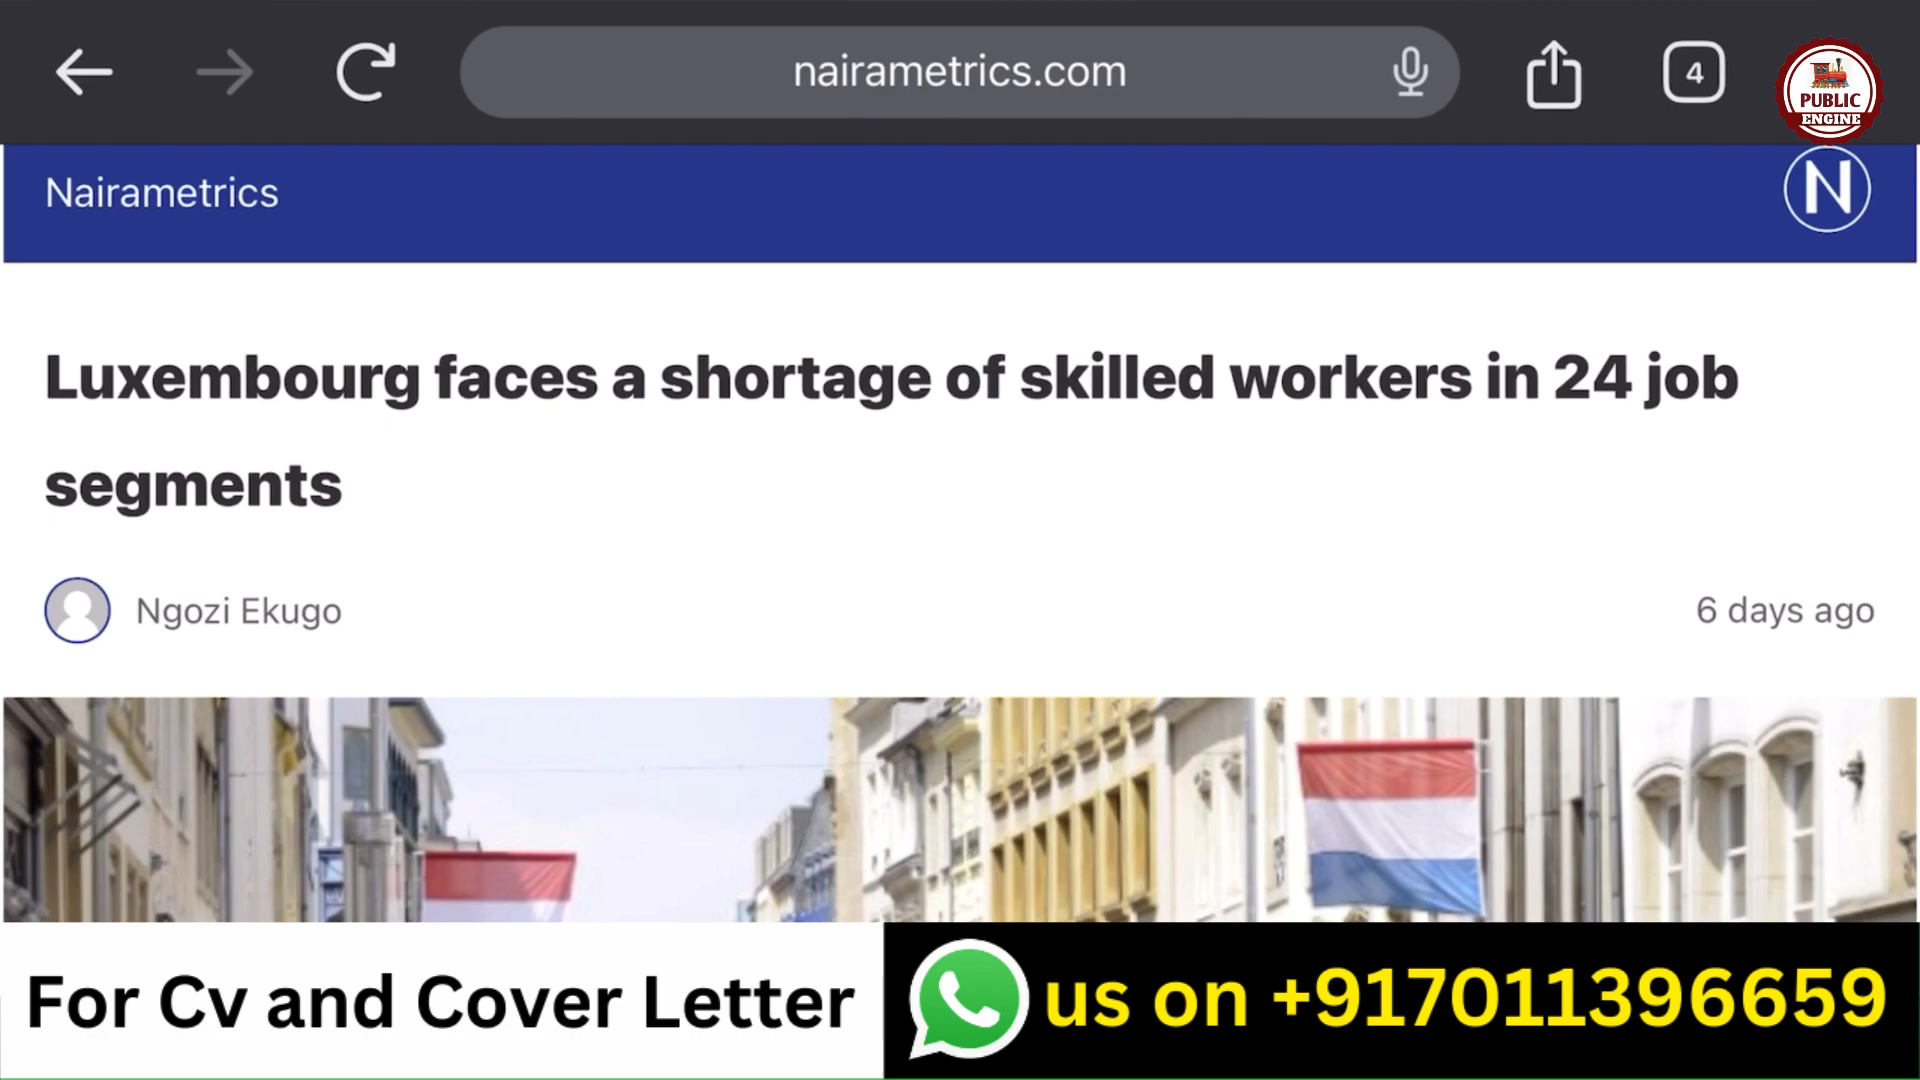 nairametrics.com
4
PUBLIC
ENGINE
Nairametrics
N
Luxembourg faces a shortage of skilled workers in 24 job
segments
Ngozi Ekugo
6 days ago
For Cv and Cover Letter
us on +917011396659